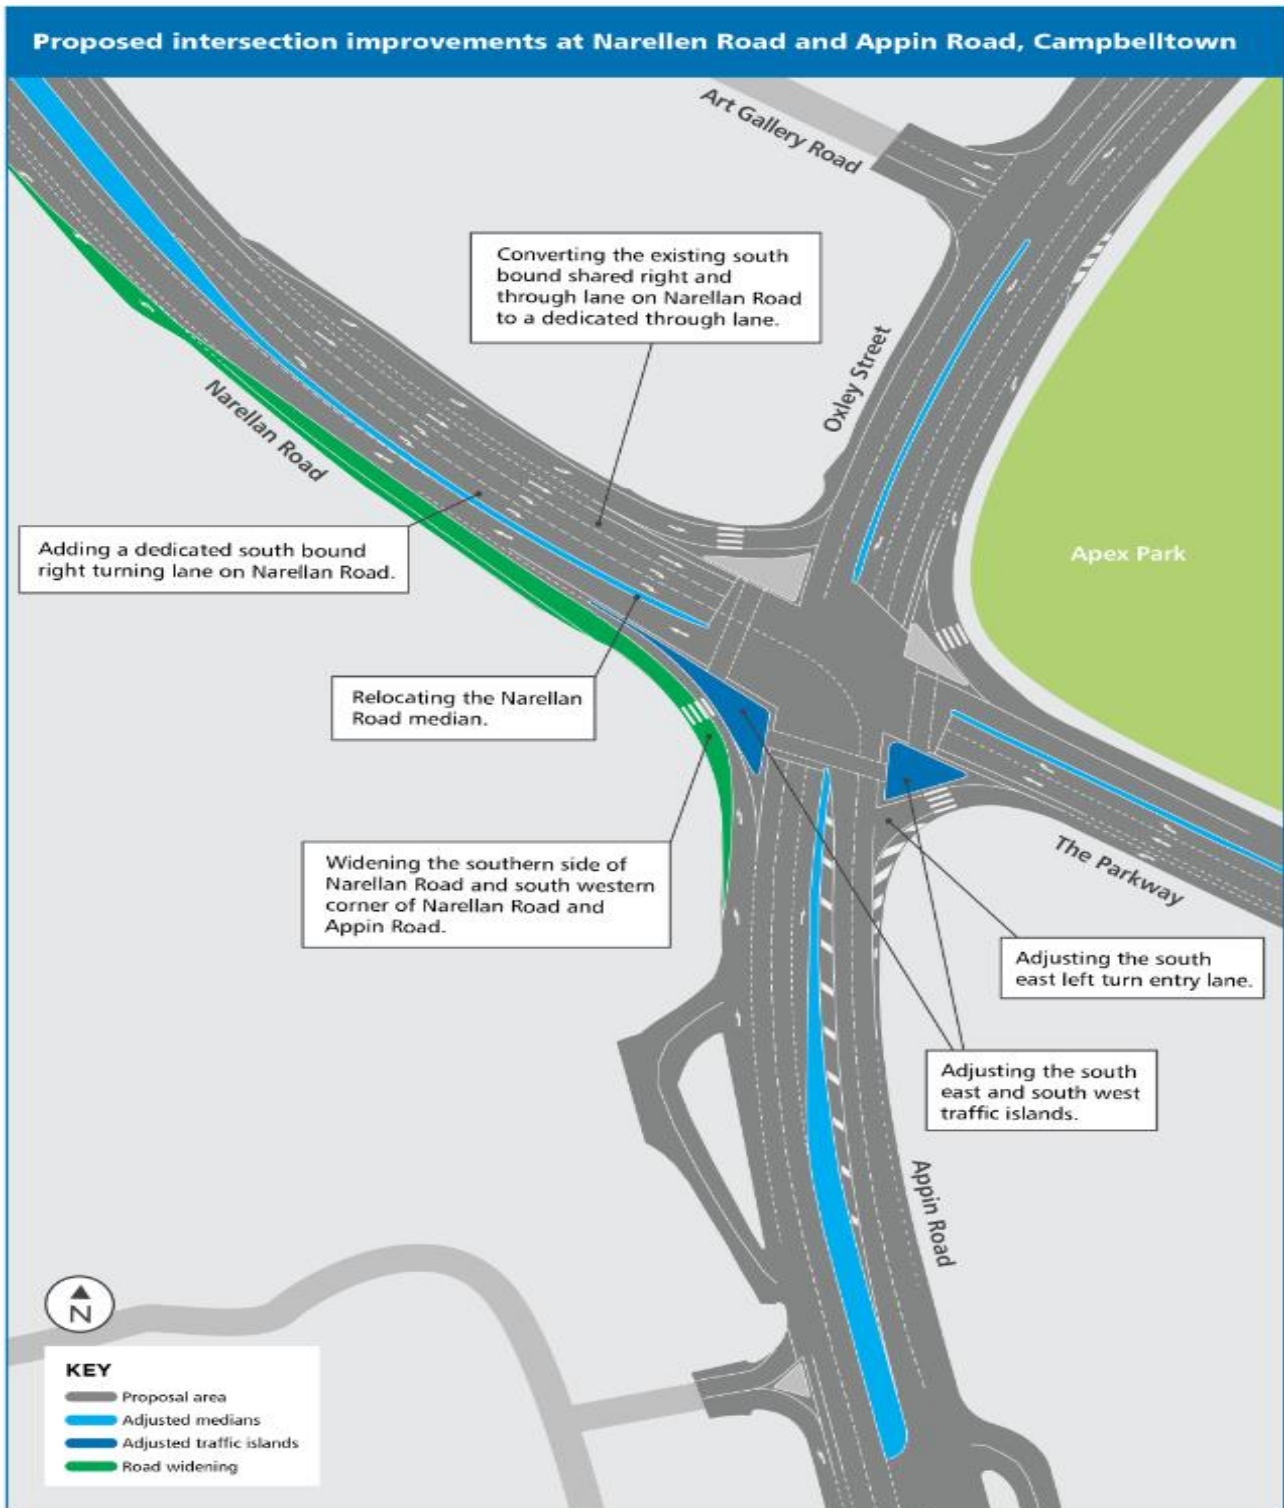 Proposed intersection improvements at Narellen Road and Appin Road, Campbelltown
Art Gallery Road
Converting the existing south
bound shared right and
through lane on Narellan Road
to a dedicated through lane.
Oxley Street
Narellan Road
Adding a dedicated south bound
right turning lane on Narellan Road.
Apex Park
Relocating the Narellan
Road median.
Widening the southern side of
Narellan Road and south western
corner of Narellan Road and
Appin Road.
The Parkway
Adjusting the south
east left turn entry lane.
Adjusting the south
east and south west
traffic islands.
Appin Road
N
KEY
Proposal area
Adjusted medians
Adjusted traffic islands
Road widening